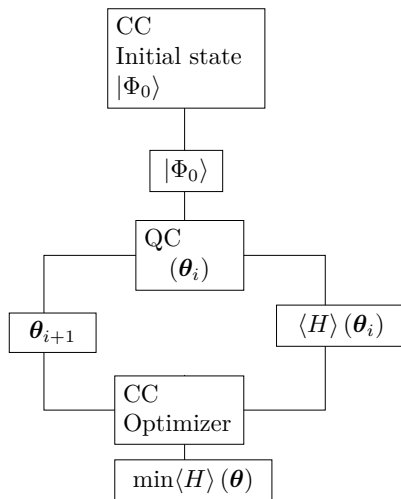 CC
Initial state
|Φ₀⟩
|Φ₀⟩
QC
(𝜽ᵢ)
𝜽ᵢ₊₁
⟨H⟩ (𝜽ᵢ)
CC
Optimizer
min⟨H⟩ (𝜽)